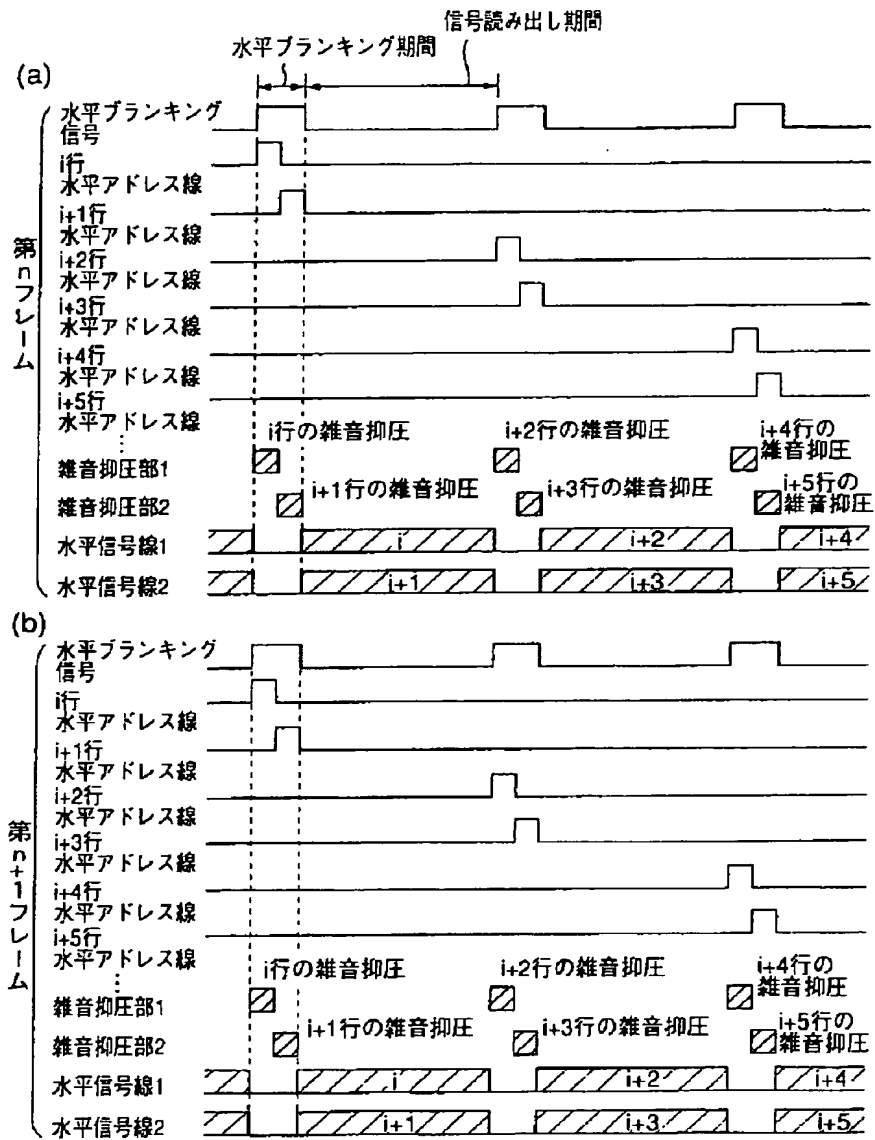 信号読み出し期間
水平ブランキング期間
(a)
水平ブランキング
信号
i行
水平アドレス線
i+1行
水平アドレス線
i+2行
水平アドレス線
i+3行
水平アドレス線
i+4行
水平アドレス線
i+5行
水平アドレス線
⋮
第nフレーム
i行の雑音抑圧
i+2行の雑音抑圧
i+4行の
雑音抑圧
雑音抑圧部1
雑音抑圧部2
i+1行の雑音抑圧
i+3行の雑音抑圧
i+5行の
雑音抑圧
水平信号線1
i
i+2
i+4
水平信号線2
i+1
i+3
i+5
(b)
水平ブランキング
信号
i行
水平アドレス線
i+1行
水平アドレス線
i+2行
水平アドレス線
i+3行
水平アドレス線
i+4行
水平アドレス線
i+5行
水平アドレス線
⋮
第n+1フレーム
i行の雑音抑圧
i+2行の雑音抑圧
i+4行の
雑音抑圧
雑音抑圧部1
雑音抑圧部2
i+1行の雑音抑圧
i+3行の雑音抑圧
i+5行の
雑音抑圧
水平信号線1
i
i+2
i+4
水平信号線2
i+1
i+3
i+5